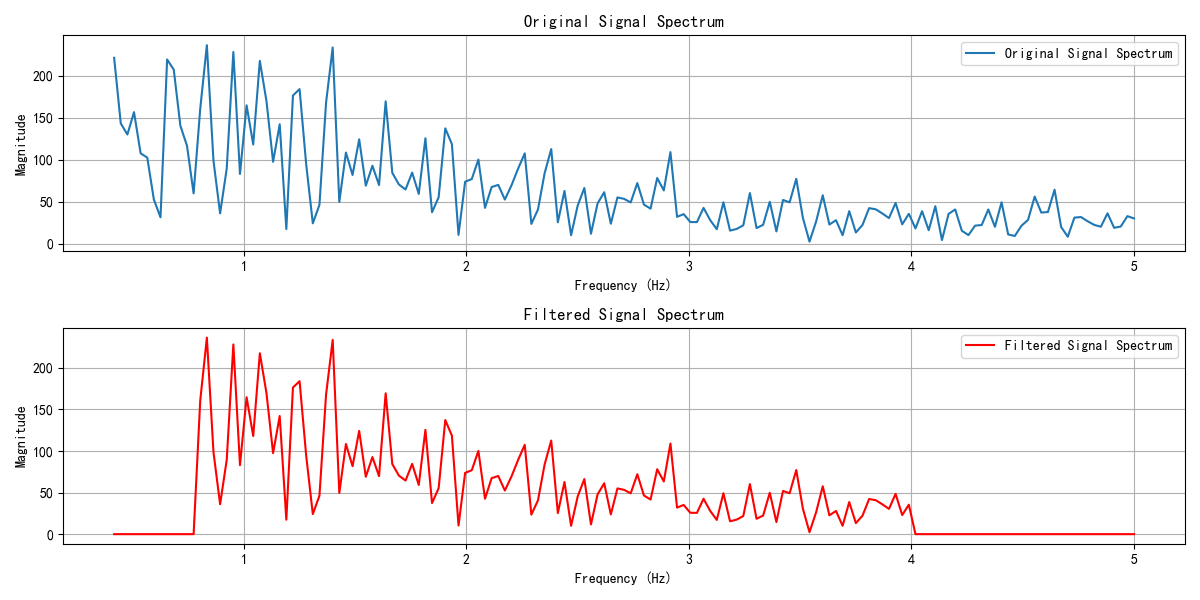 Original Signal Spectrum
Original Signal Spectrum
Magnitude
200
150
100
50
0
1
2
3
4
5
Frequency (Hz)
Filtered Signal Spectrum
Filtered Signal Spectrum
Magnitude
200
150
100
50
0
1
2
3
4
5
Frequency (Hz)